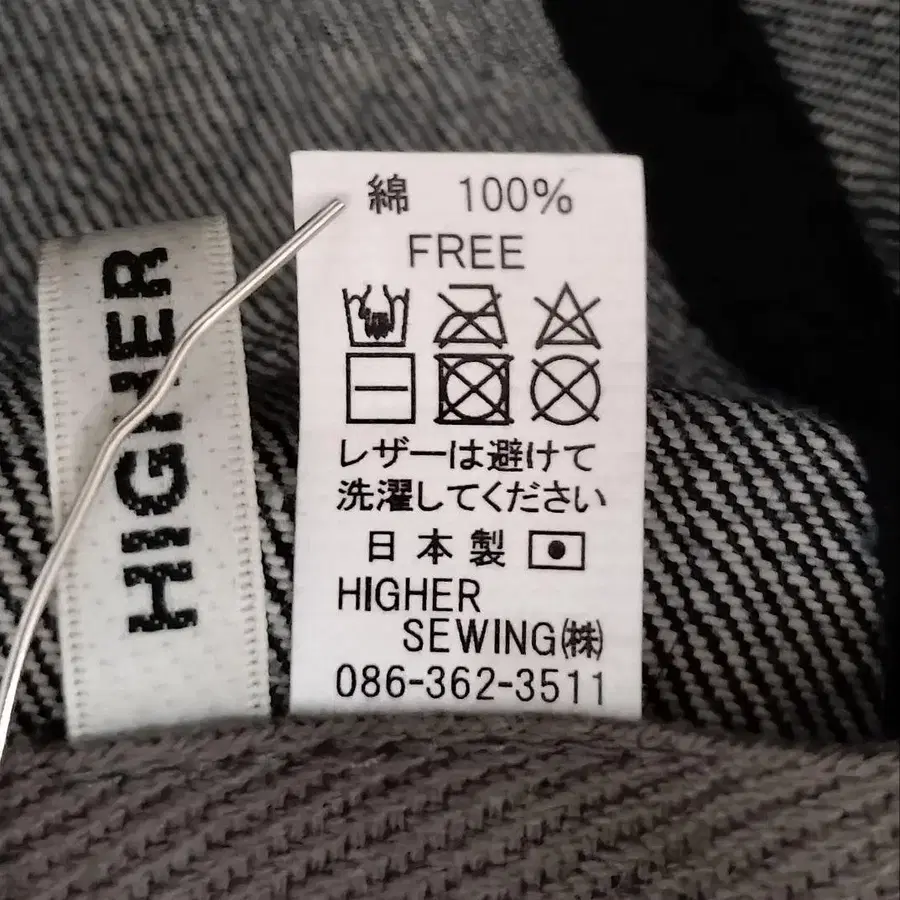 HIGHER
綿 100%
FREE
レザーは避けて
洗濯してください
日本製
HIGHER
SEWING㈱
086-362-3511